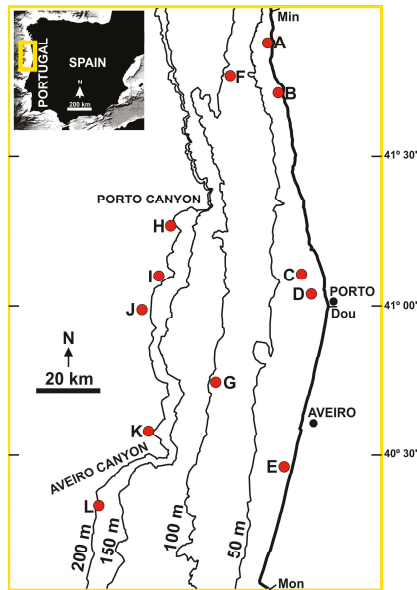 Min
A
F
B
PORTUGAL
SPAIN
N
200 km
41° 30'
PORTO CANYON
H
I
C
J
D
PORTO
41° 00'
Dou
N
20 km
G
K
AVEIRO
AVEIRO CANYON
40° 30'
E
L
200 m
150 m
100 m
50 m
Mon